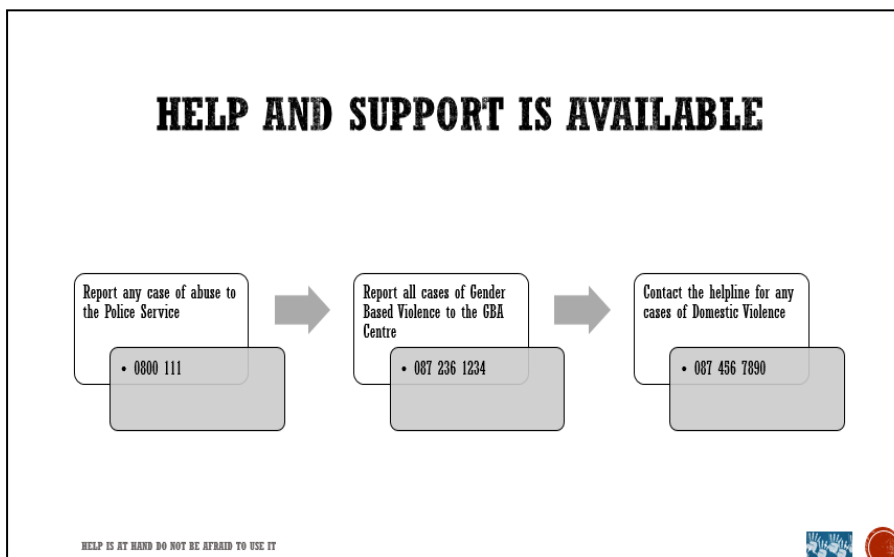 HELP AND SUPPORT IS AVAILABLE
Report any case of abuse to
the Police Service
• 0800 111
Report all cases of Gender
Based Violence to the GBA
Centre
• 087 236 1234
Contact the helpline for any
cases of Domestic Violence
• 087 456 7890
HELP IS AT HAND DO NOT BE AFRAID TO USE IT